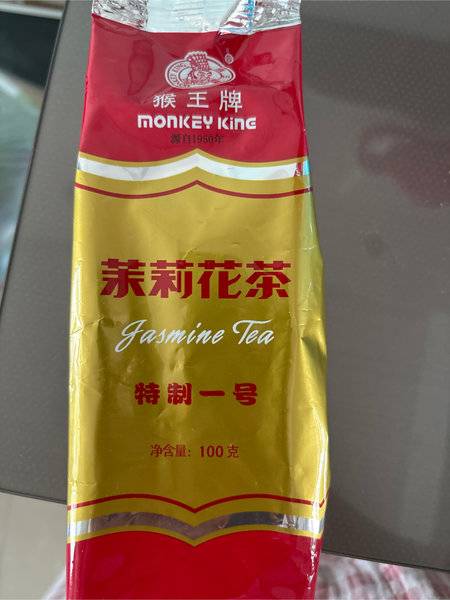 猴王牌
MONKEY KING
源自1950年
茉莉花茶
Jasmine Tea
特制一号
净含量：100克